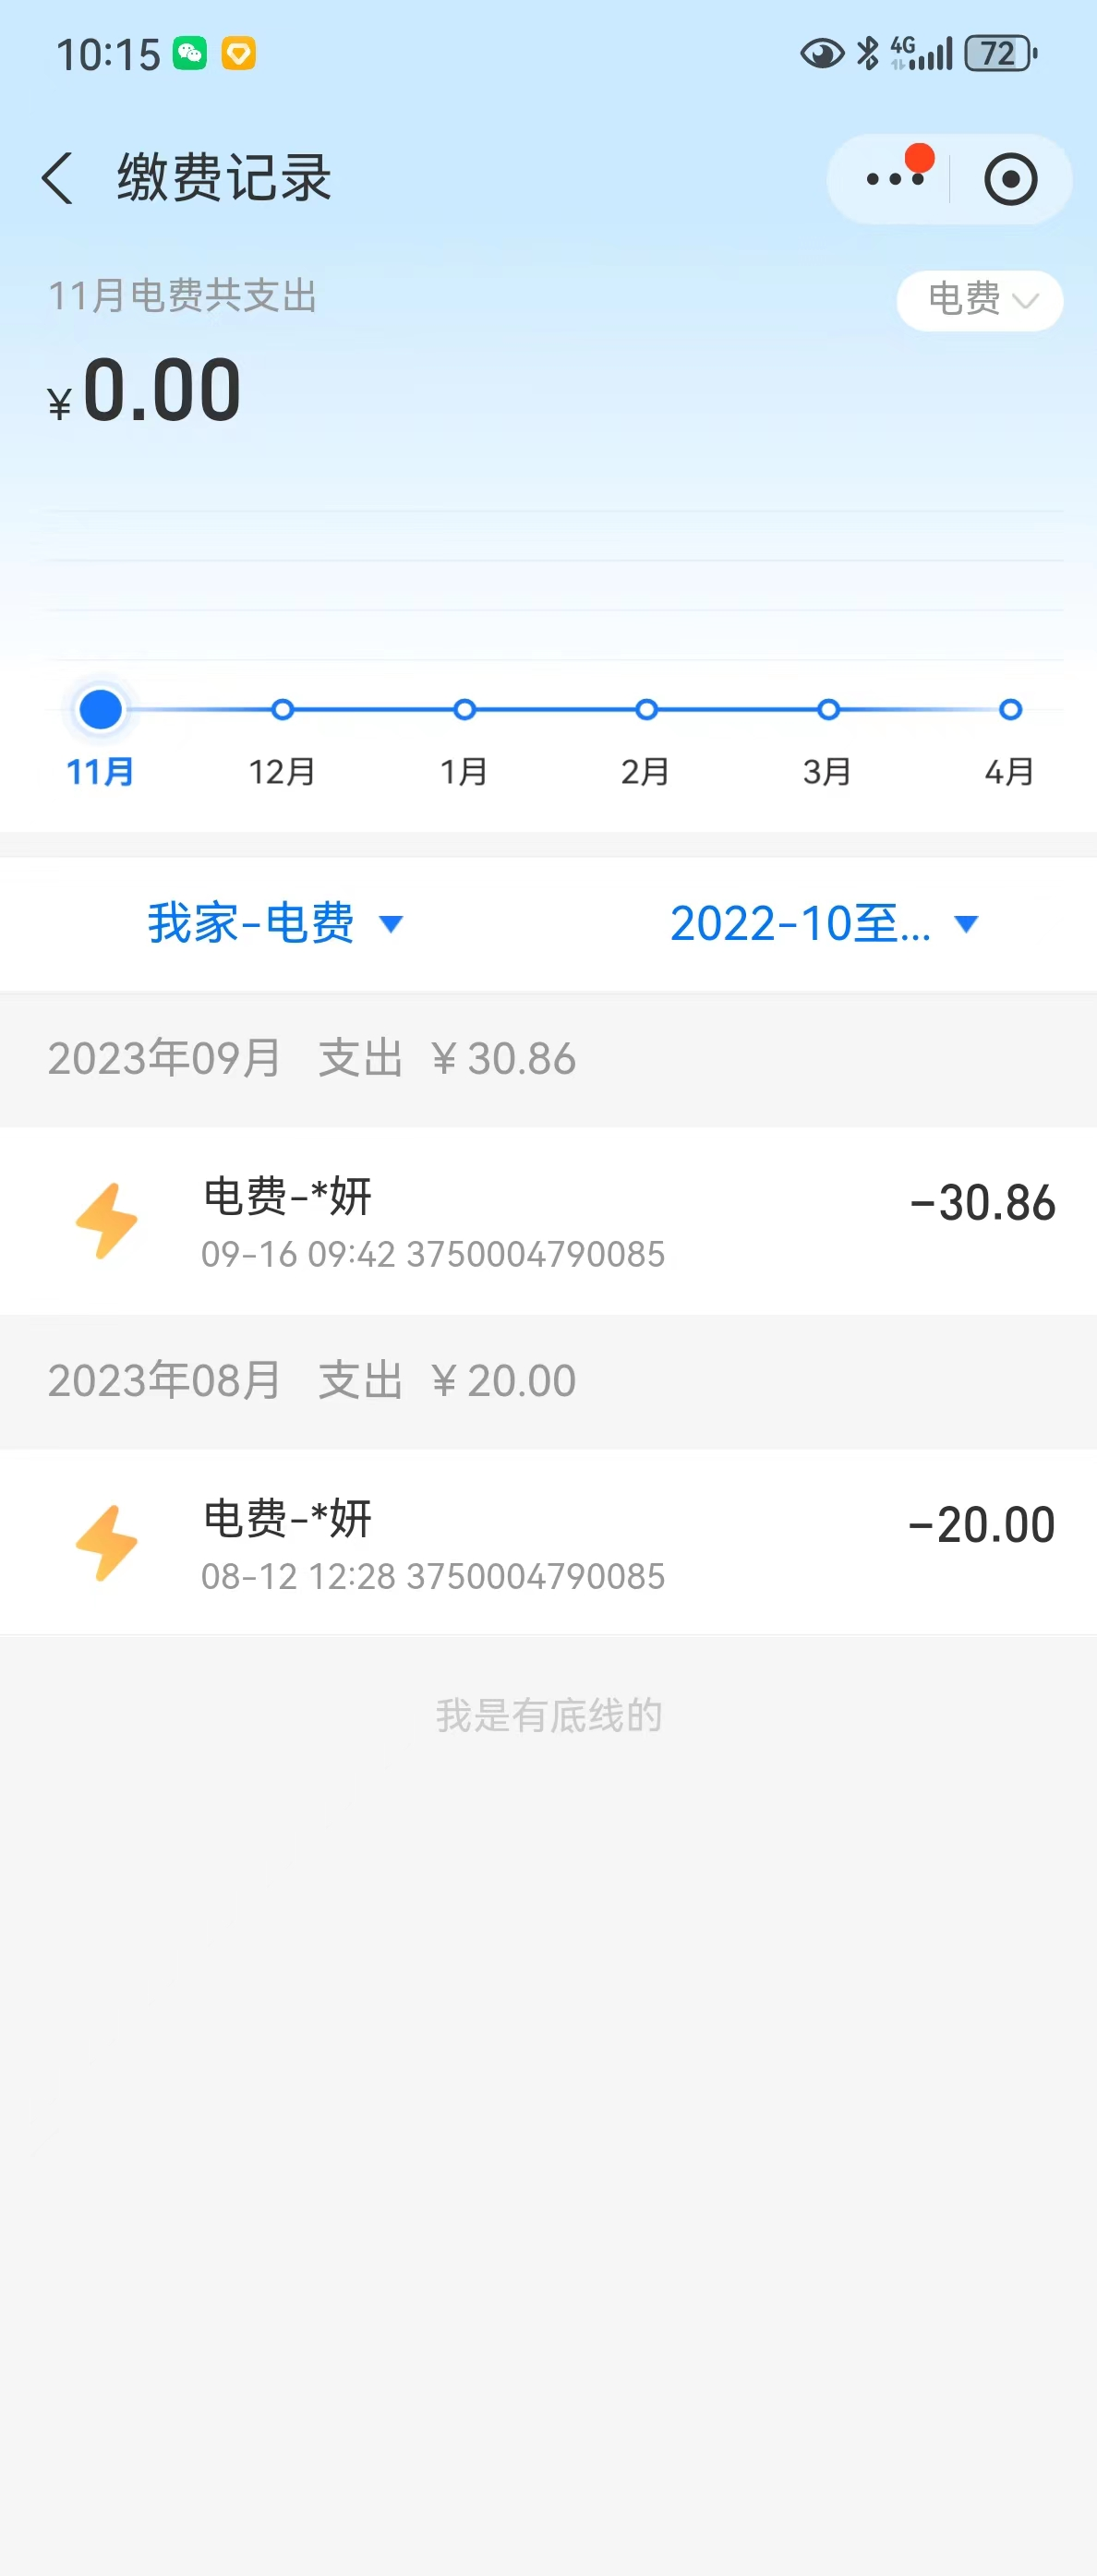 10:15 4G 72
缴费记录
11月电费共支出 电费
¥0.00
11月 12月 1月 2月 3月 4月
我家-电费 2022-10至...
2023年09月 支出 ¥30.86
电费-*妍 -30.86
09-16 09:42 3750004790085
2023年08月 支出 ¥20.00
电费-*妍 -20.00
08-12 12:28 3750004790085
我是有底线的